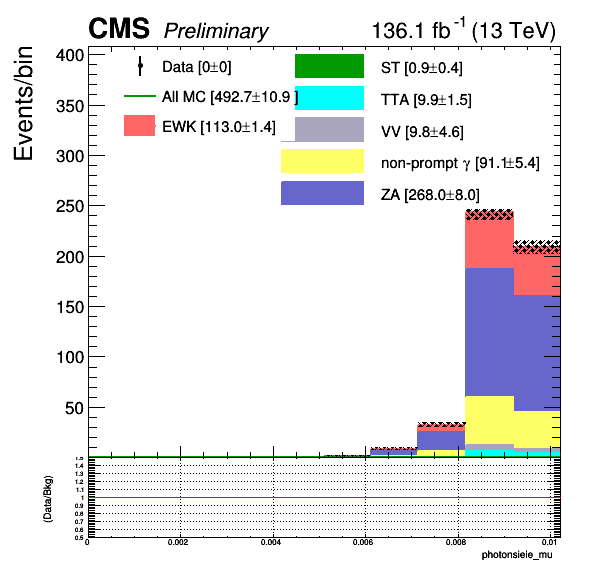 CMS Preliminary 136.1 fb⁻¹ (13 TeV)
Events/bin
400
350
300
250
200
150
100
50
Data [0±0]
All MC [492.7±10.9 ]
EWK [113.0±1.4]
ST [0.9±0.4]
TTA [9.9±1.5]
VV [9.8±4.6]
non-prompt γ [91.1±5.4]
ZA [268.0±8.0]
(Data/Bkg)
1.5
1.4
1.3
1.2
1.1
1
0.9
0.8
0.7
0.6
0.5
0 0.002 0.004 0.006 0.008 0.01
photonsieie_mu